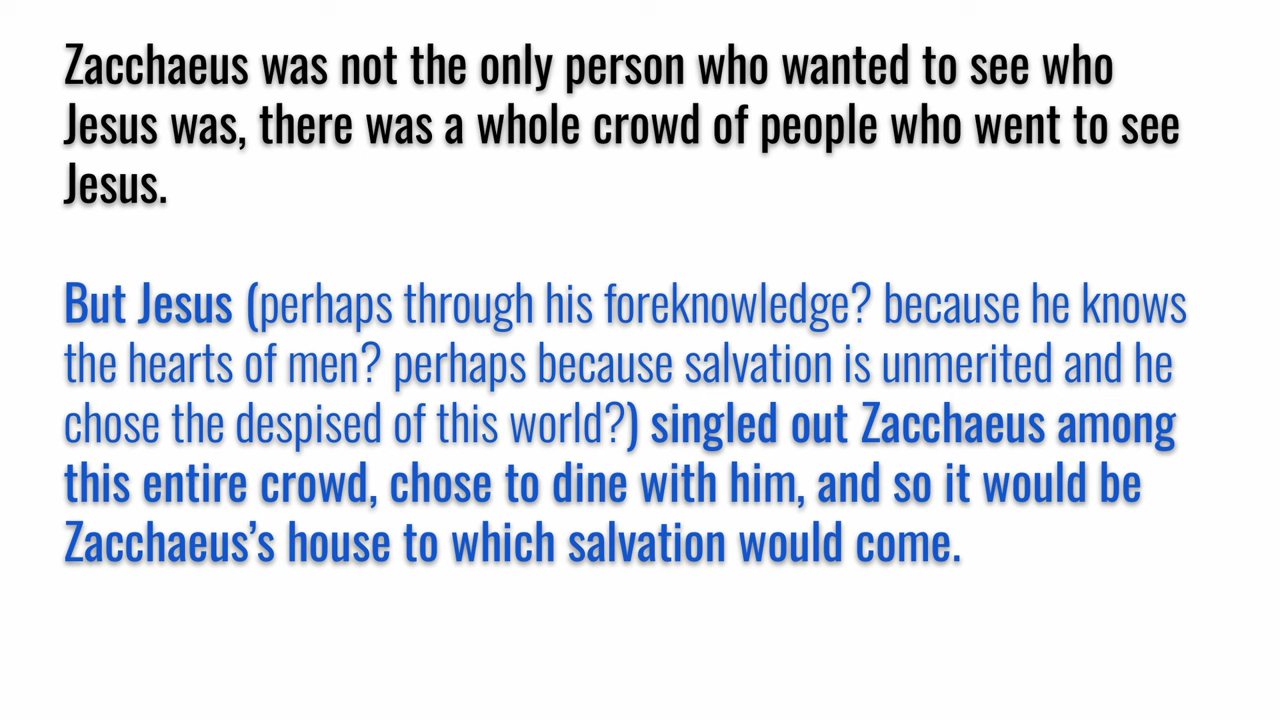 Zacchaeus was not the only person who wanted to see who
Jesus was, there was a whole crowd of people who went to see
Jesus.
But Jesus (perhaps through his foreknowledge? because he knows
the hearts of men? perhaps because salvation is unmerited and he
chose the despised of this world?) singled out Zacchaeus among
this entire crowd, chose to dine with him, and so it would be
Zacchaeus’s house to which salvation would come.